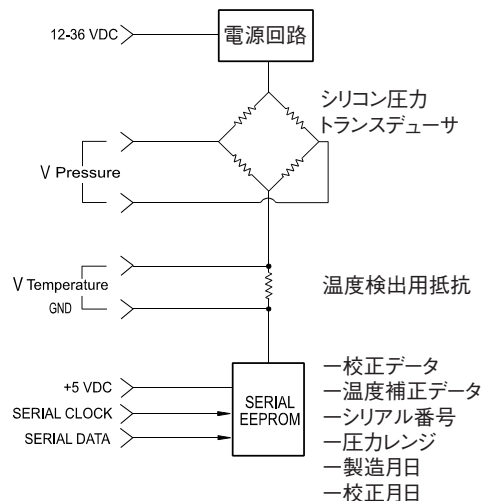 12-36 VDC
電源回路
シリコン圧力
トランスデューサ
V Pressure
V Temperature
GND
温度検出用抵抗
+5 VDC
SERIAL CLOCK
SERIAL DATA
SERIAL
EEPROM
ー校正データ
ー温度補正データ
ーシリアル番号
ー圧力レンジ
ー製造月日
ー校正月日